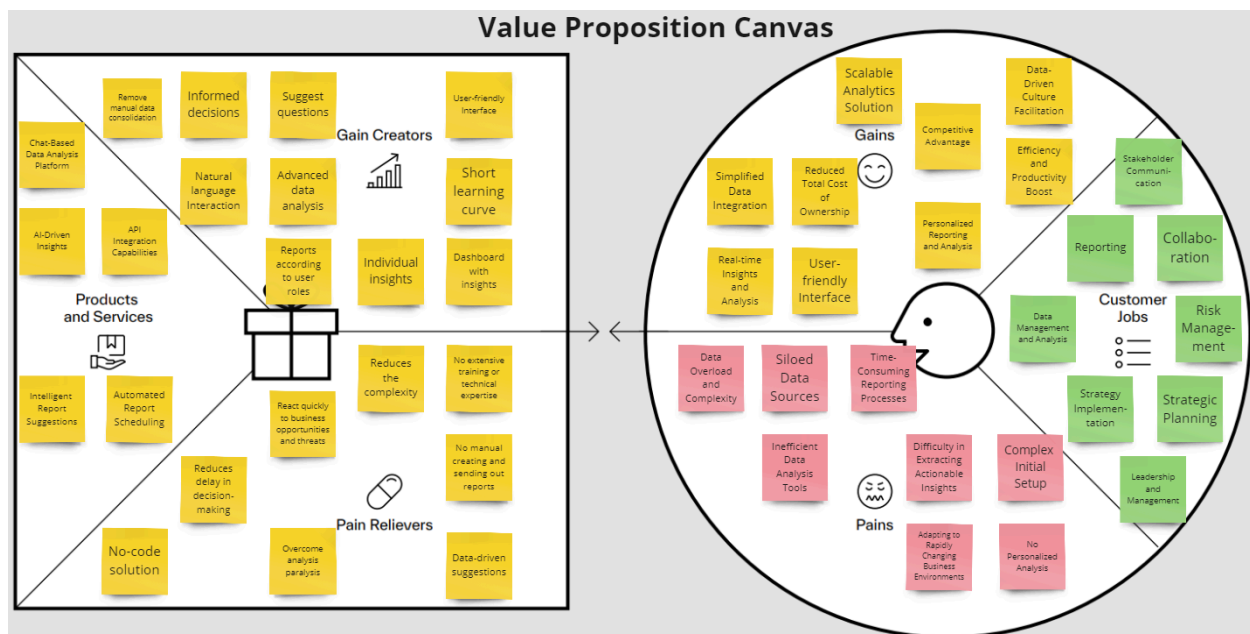 Value Proposition Canvas
Remove
manual data
consolidation
Informed
decisions
Suggest
questions
User-friendly
Interface
Gain Creators
Chat-Based
Data Analysis
Platform
Natural
language
Interaction
Advanced
data
analysis
Short
learning
curve
AI-Driven
Insights
API
Integration
Capabilities
Reports
according
to user
roles
Individual
insights
Dashboard
with
insights
Products
and Services
Intelligent
Report
Suggestions
Automated
Report
Scheduling
React quickly
to business
opportunities
and threats
Reduces
the
complexity
No extensive
training or
technical
expertise
Reduces
delay in
decision-
making
No manual
creating and
sending out
reports
Pain Relievers
No-code
solution
Overcome
analysis
paralysis
Data-driven
suggestions
Scalable
Analytics
Solution
Data-
Driven
Culture
Facilitation
Gains
Competitive
Advantage
Simplified
Data
Integration
Reduced
Total Cost
of
Ownership
Efficiency
and
Productivity
Boost
Personalized
Reporting
and Analysis
Real-time
Insights
and
Analysis
User-
friendly
Interface
Stakeholder
Communi-
cation
Reporting
Collabo-
ration
Customer
Jobs
Data
Management
and Analysis
Risk
Manage-
ment
Strategy
Implemen-
tation
Strategic
Planning
Leadership
and
Management
Data
Overload
and
Complexity
Siloed
Data
Sources
Time-
Consuming
Reporting
Processes
Inefficient
Data
Analysis
Tools
Difficulty in
Extracting
Actionable
Insights
Complex
Initial
Setup
Pains
Adapting to
Rapidly
Changing
Business
Environments
No
Personalized
Analysis